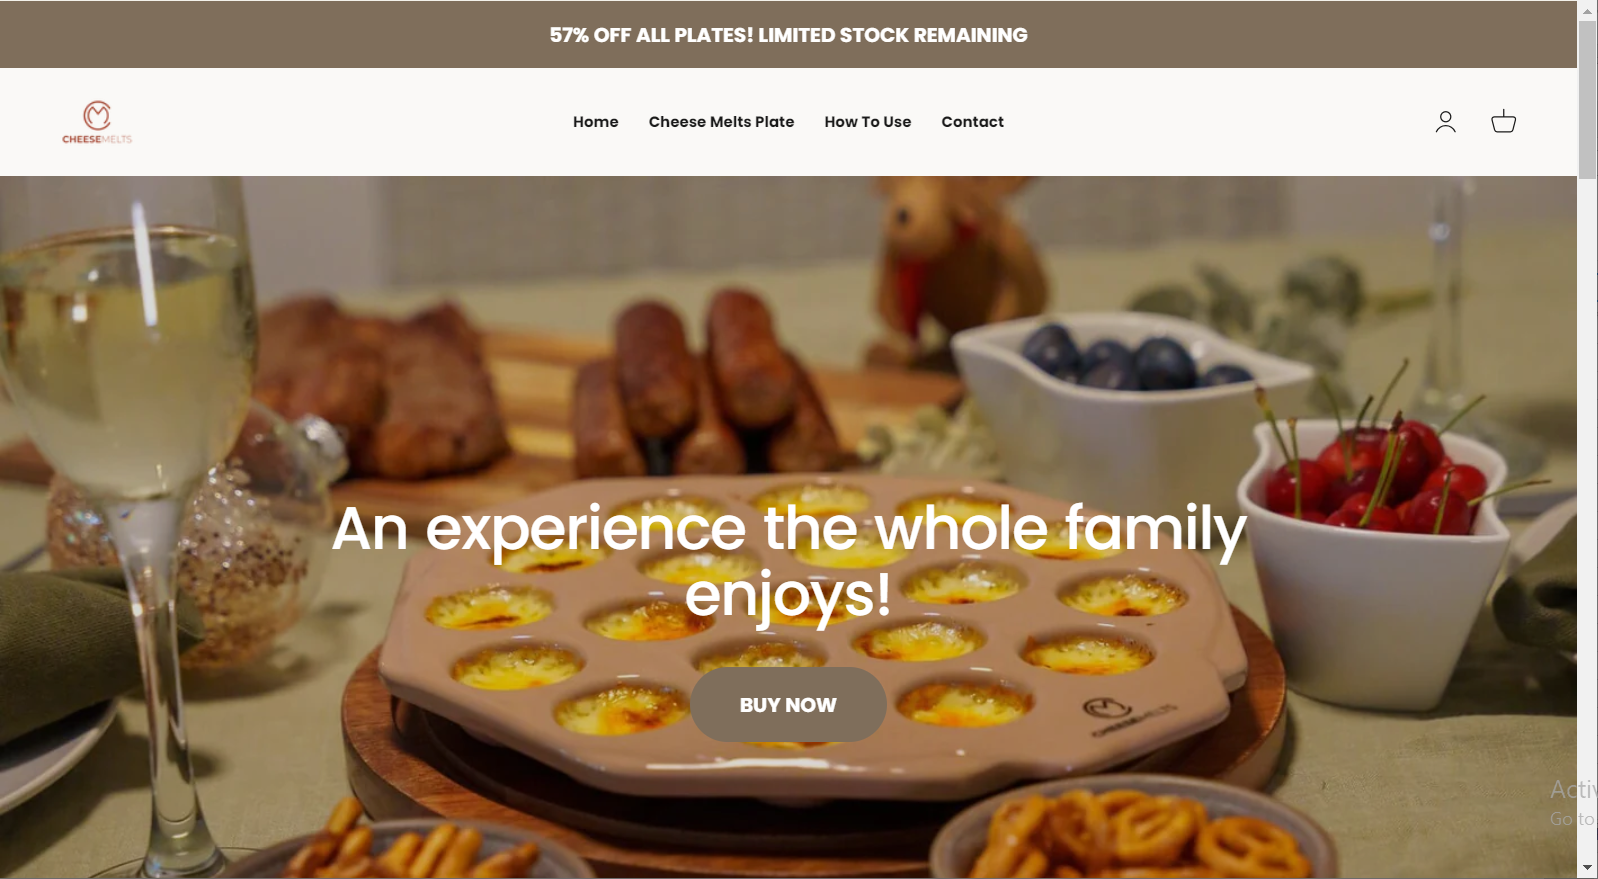 57% OFF ALL PLATES! LIMITED STOCK REMAINING
CHEESEMELTS
Home
Cheese Melts Plate
How To Use
Contact
An experience the whole family
enjoys!
BUY NOW
CHEESEMELTS
Go to